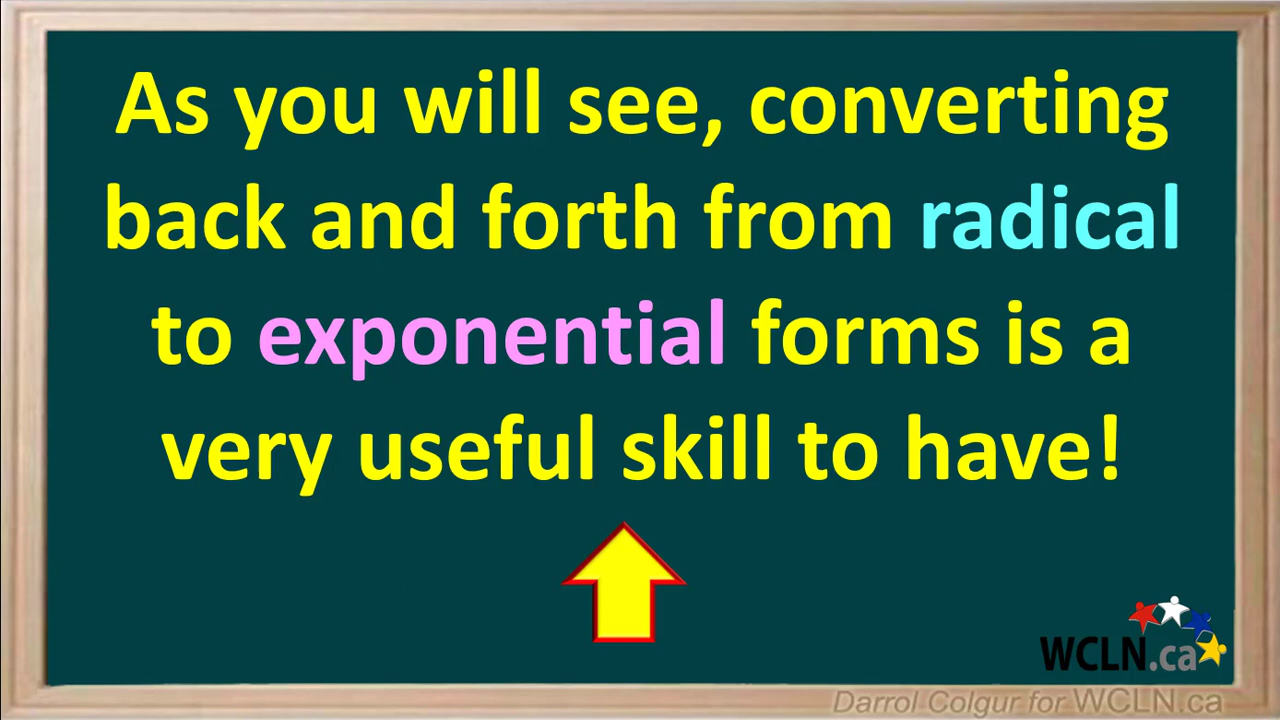 As you will see, converting
back and forth from radical
to exponential forms is a
very useful skill to have!
WCLN.ca
Darrol Colgur for WCLN.ca